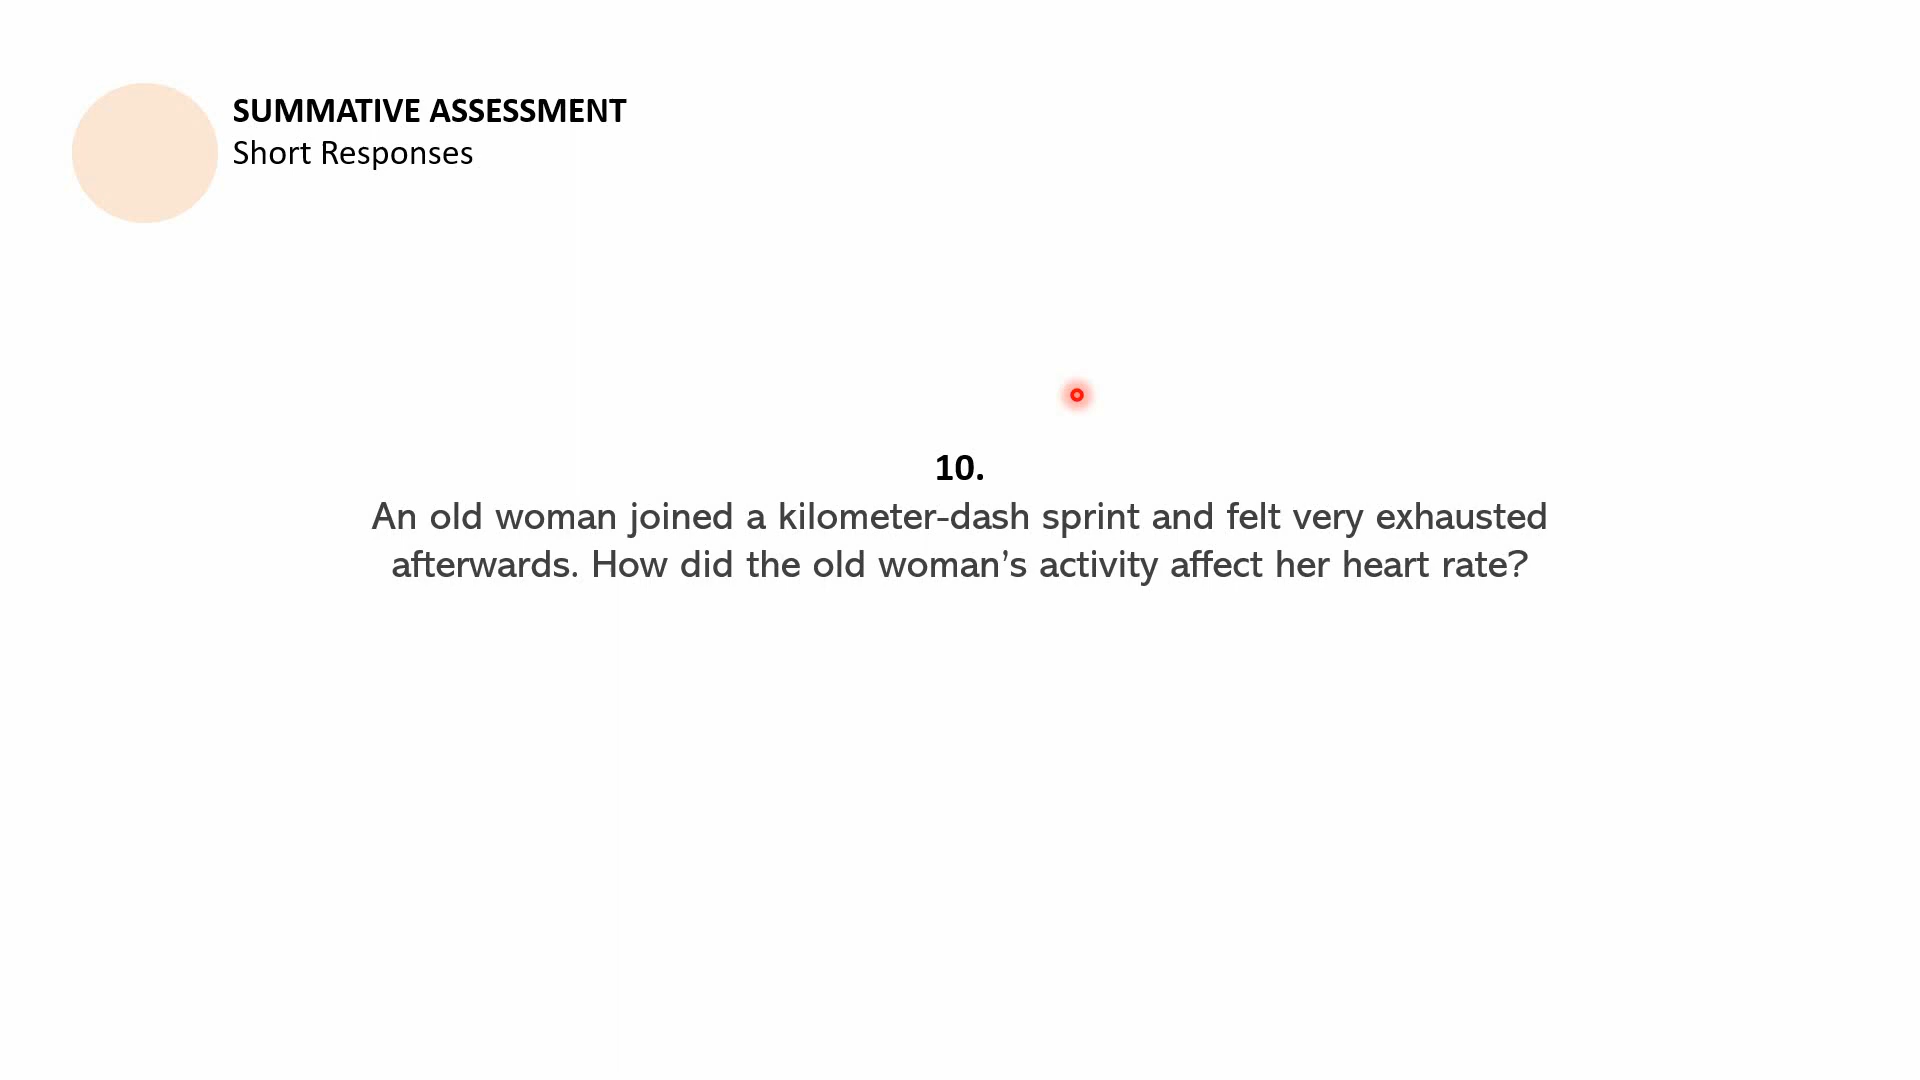 SUMMATIVE ASSESSMENT
Short Responses
10.
An old woman joined a kilometer-dash sprint and felt very exhausted
afterwards. How did the old woman’s activity affect her heart rate?